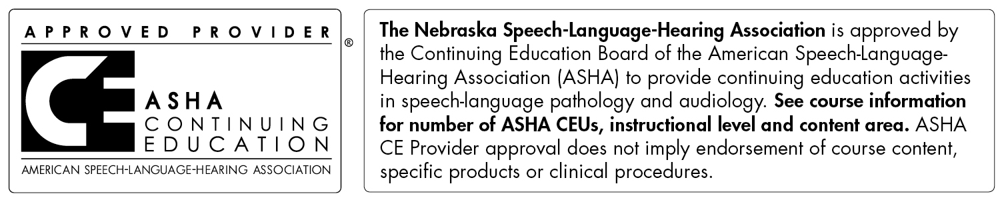 APPROVED PROVIDER
®
CE
ASHA
CONTINUING
EDUCATION
AMERICAN SPEECH-LANGUAGE-HEARING ASSOCIATION
The Nebraska Speech-Language-Hearing Association is approved by
the Continuing Education Board of the American Speech-Language-
Hearing Association (ASHA) to provide continuing education activities
in speech-language pathology and audiology. See course information
for number of ASHA CEUs, instructional level and content area. ASHA
CE Provider approval does not imply endorsement of course content,
specific products or clinical procedures.